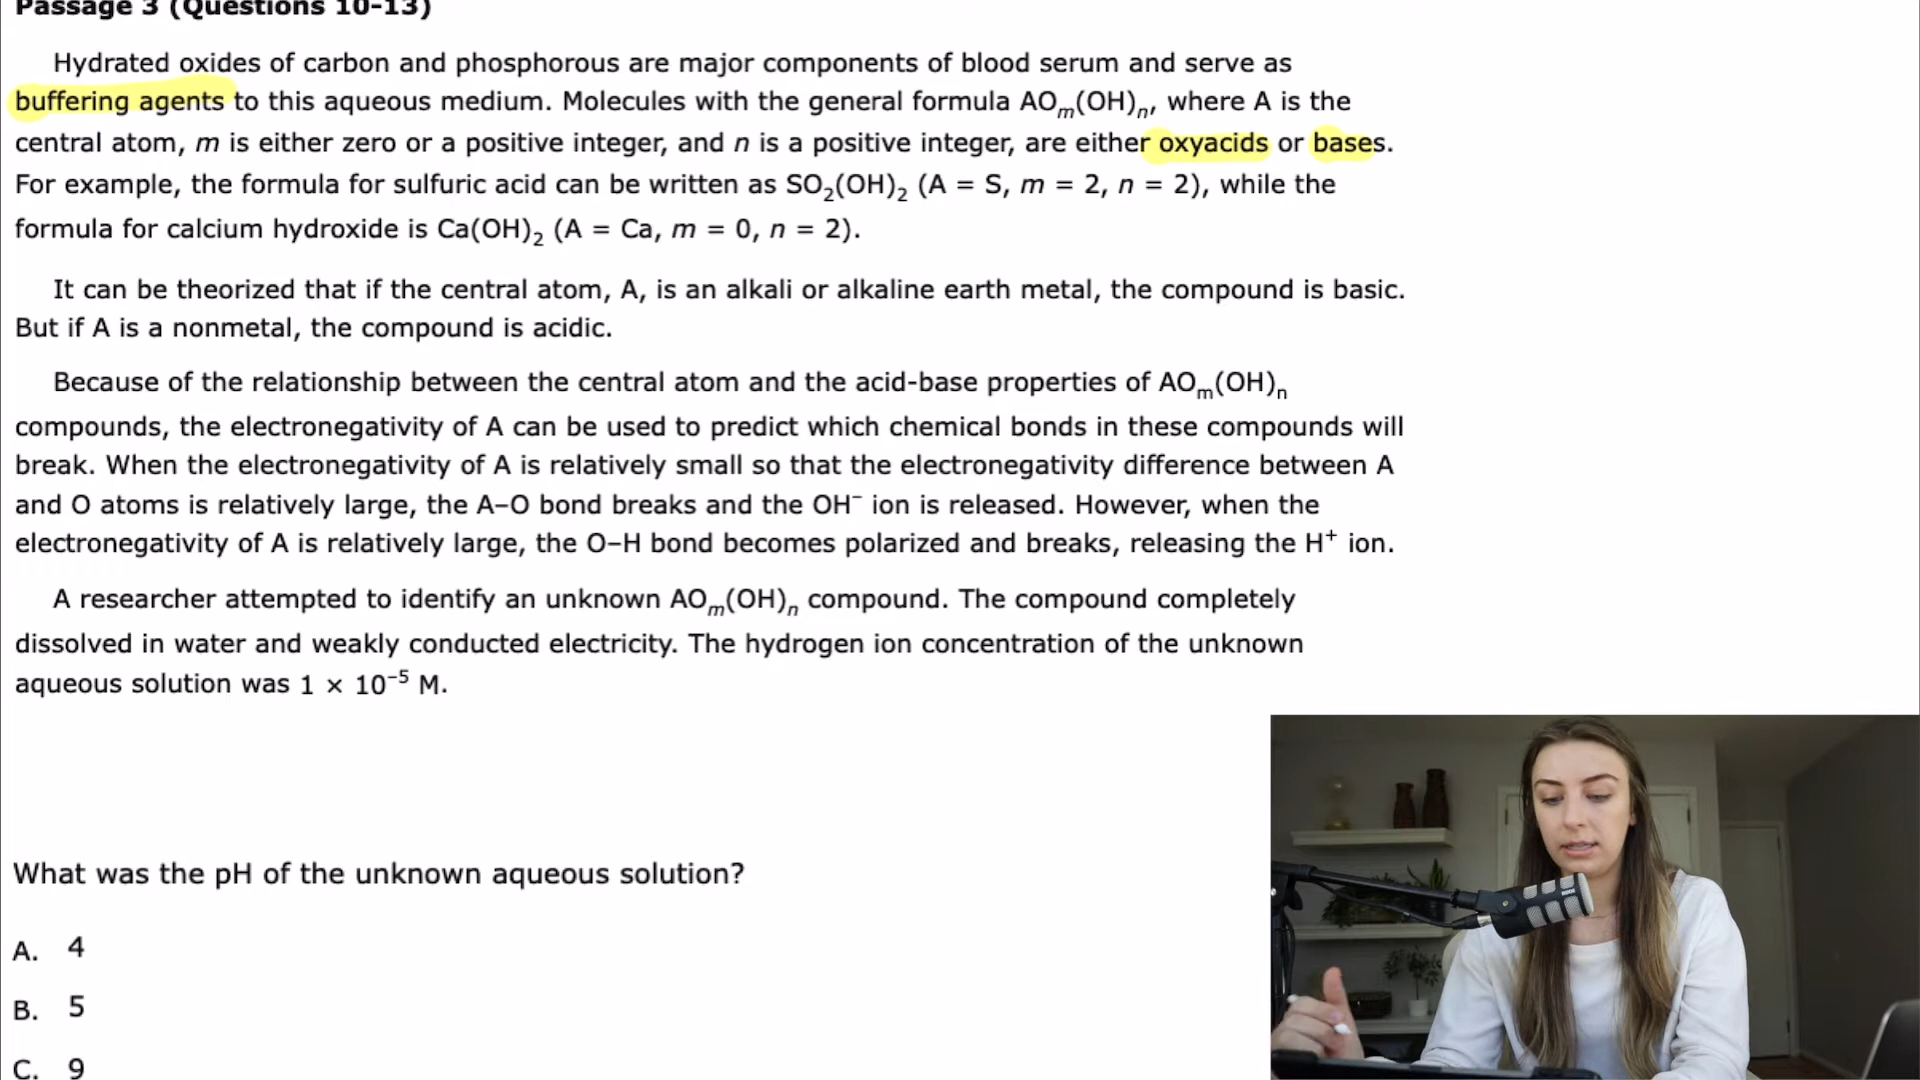 Passage 3 (Questions 10-13)
Hydrated oxides of carbon and phosphorous are major components of blood serum and serve as
buffering agents to this aqueous medium. Molecules with the general formula AOₘ(OH)ₙ, where A is the
central atom, m is either zero or a positive integer, and n is a positive integer, are either oxyacids or bases.
For example, the formula for sulfuric acid can be written as SO₂(OH)₂ (A = S, m = 2, n = 2), while the
formula for calcium hydroxide is Ca(OH)₂ (A = Ca, m = 0, n = 2).
It can be theorized that if the central atom, A, is an alkali or alkaline earth metal, the compound is basic.
But if A is a nonmetal, the compound is acidic.
Because of the relationship between the central atom and the acid-base properties of AOₘ(OH)ₙ
compounds, the electronegativity of A can be used to predict which chemical bonds in these compounds will
break. When the electronegativity of A is relatively small so that the electronegativity difference between A
and O atoms is relatively large, the A–O bond breaks and the OH⁻ ion is released. However, when the
electronegativity of A is relatively large, the O–H bond becomes polarized and breaks, releasing the H⁺ ion.
A researcher attempted to identify an unknown AOₘ(OH)ₙ compound. The compound completely
dissolved in water and weakly conducted electricity. The hydrogen ion concentration of the unknown
aqueous solution was 1 × 10⁻⁵ M.
What was the pH of the unknown aqueous solution?
A. 4
B. 5
C. 9